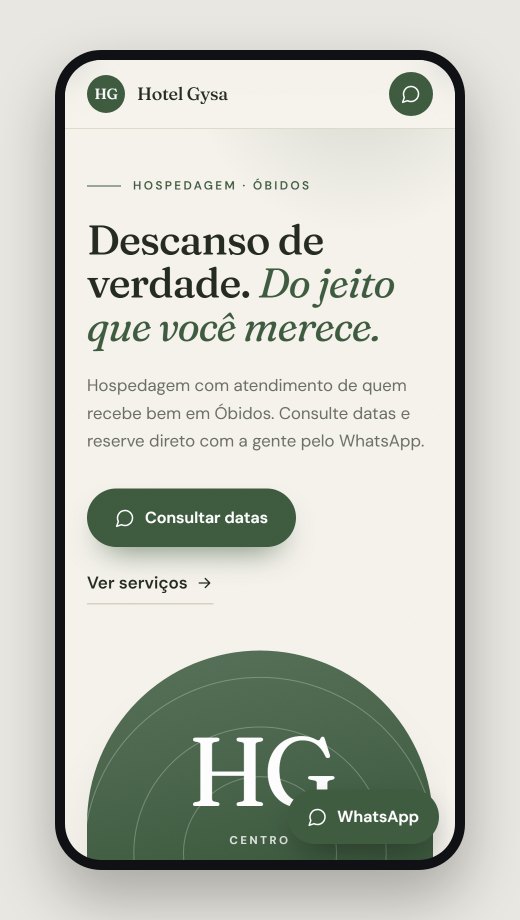 HG Hotel Gysa
HOSPEDAGEM · ÓBIDOS
Descanso de
verdade. Do jeito
que você merece.
Hospedagem com atendimento de quem
recebe bem em Óbidos. Consulte datas e
reserve direto com a gente pelo WhatsApp.
Consultar datas
Ver serviços →
HG
WhatsApp
CENTRO